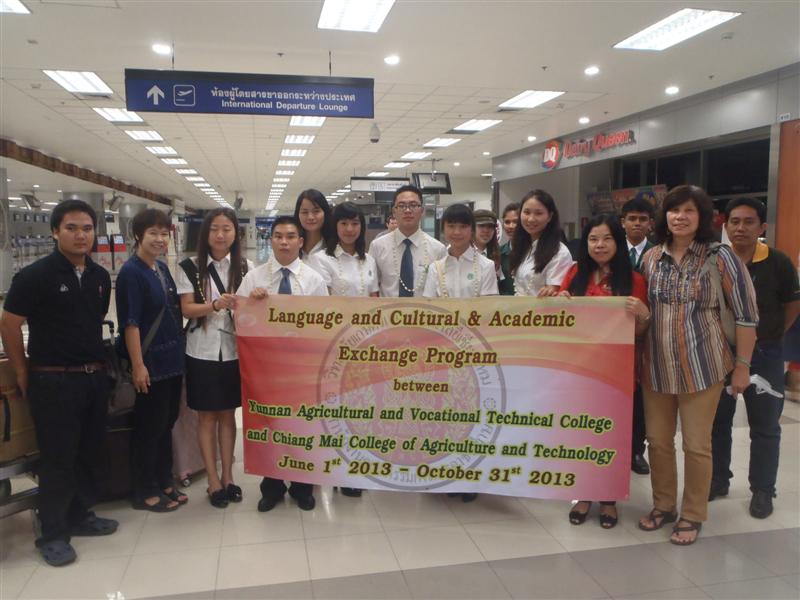 ห้องผู้โดยสารขาออกระหว่างประเทศ
International Departure Lounge
DQ Dairy Queen
Language and Cultural & Academic
Exchange Program
between
Yunnan Agricultural and Vocational Technical College
and Chiang Mai College of Agriculture and Technology
June 1st 2013 – October 31st 2013